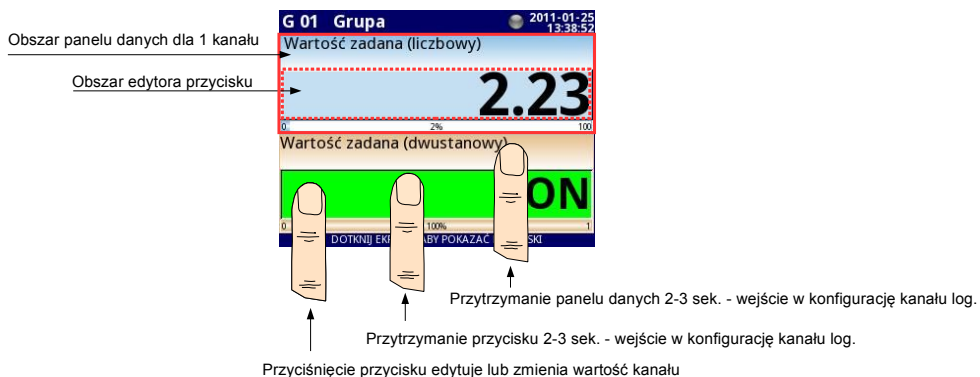 G 01 Grupa
2011-01-25
13:38:52
Obszar panelu danych dla 1 kanału
Wartość zadana (liczbowy)
Obszar edytora przycisku
2.23
0 2% 100
Wartość zadana (dwustanowy)
ON
0 100% 1
DOTKNIJ ABY POKAZAĆ
Przytrzymanie panelu danych 2-3 sek. - wejście w konfigurację kanału log.
Przytrzymanie przycisku 2-3 sek. - wejście w konfigurację kanału log.
Przyciśnięcie przycisku edytuje lub zmienia wartość kanału